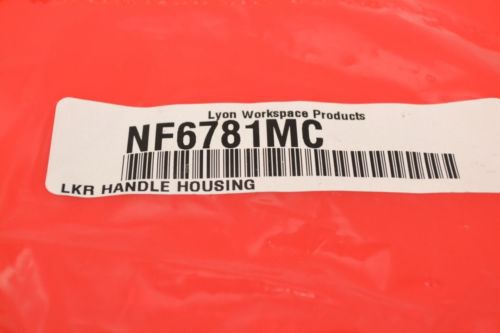 Lyon Workspace Products
NF6781MC
LKR HANDLE HOUSING